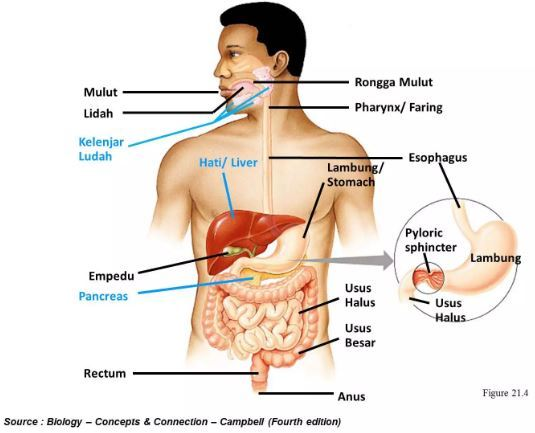 Mulut
Lidah
Kelenjar
Ludah
Rongga Mulut
Pharynx/ Faring
Hati/ Liver
Lambung/
Stomach
Esophagus
Pyloric
sphincter
Lambung
Usus
Halus
Empedu
Pancreas
Usus
Halus
Usus
Besar
Rectum
Anus
Figure 21.4
Source : Biology – Concepts & Connection – Campbell (Fourth edition)